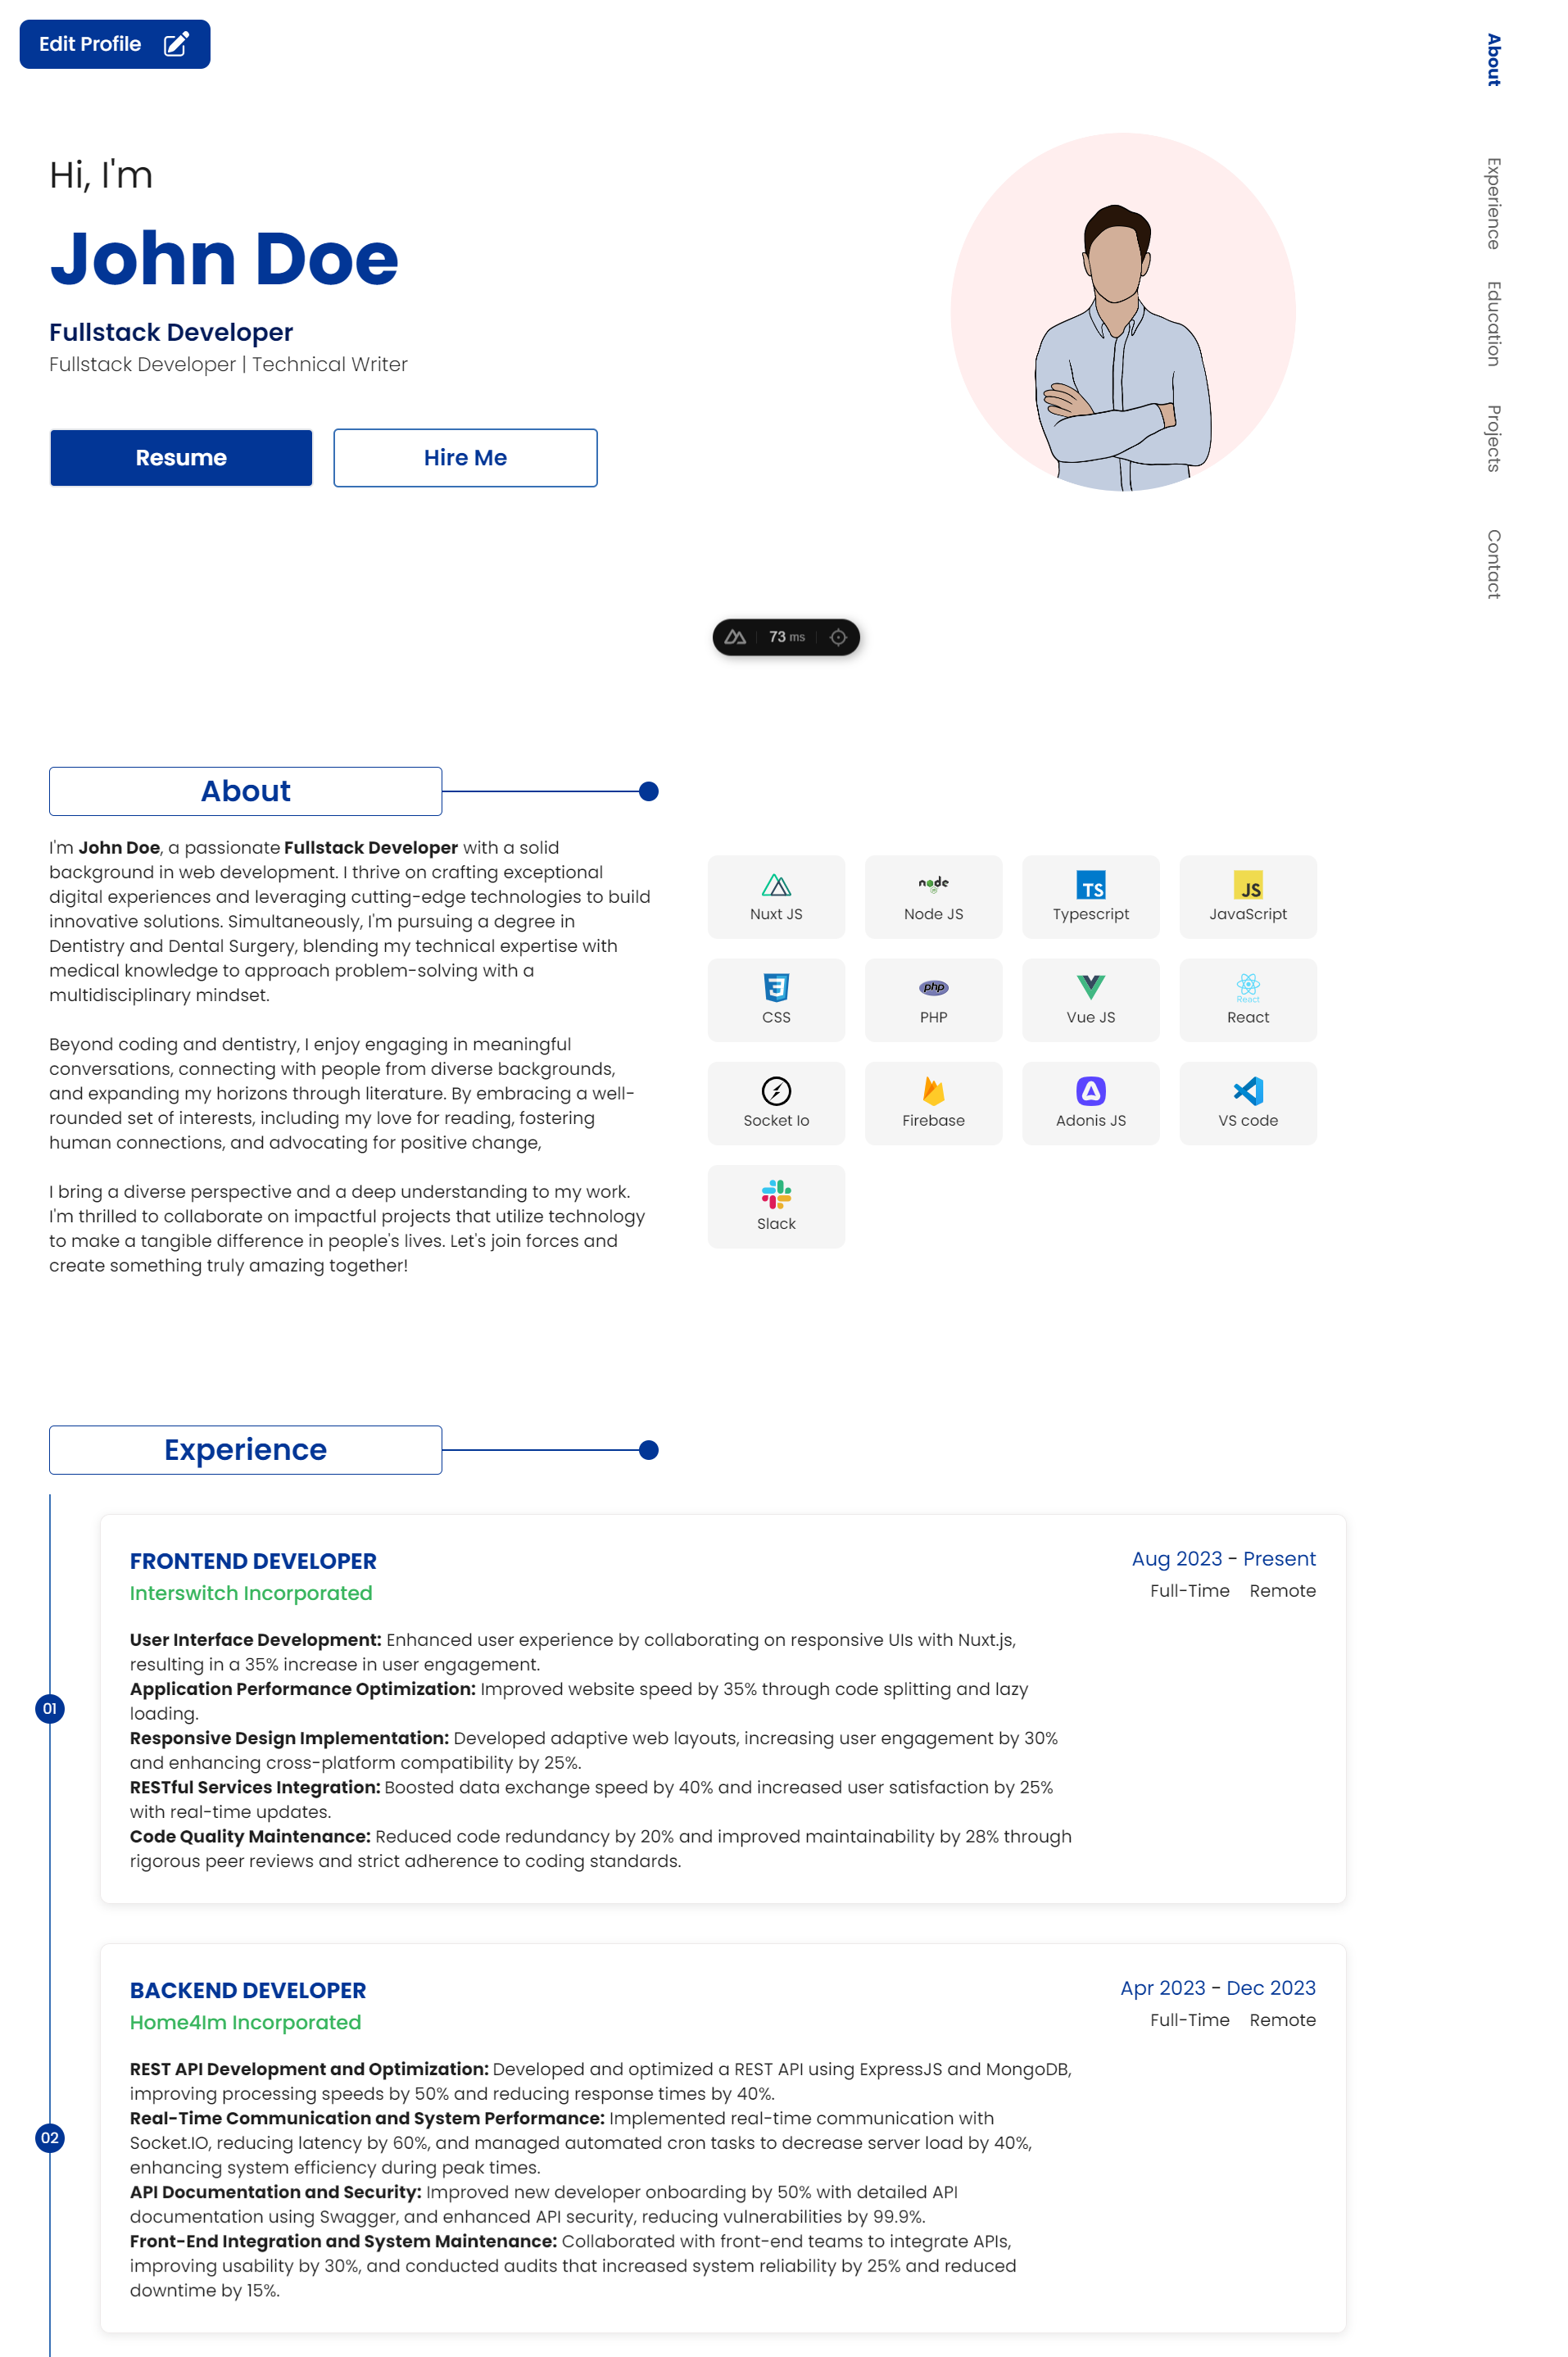 Edit Profile
About
Experience
Education
Projects
Contact
Hi, I'm
John Doe
Fullstack Developer
Fullstack Developer | Technical Writer
Resume
Hire Me
73 ms
About
I'm John Doe, a passionate Fullstack Developer with a solid
background in web development. I thrive on crafting exceptional
digital experiences and leveraging cutting-edge technologies to build
innovative solutions. Simultaneously, I'm pursuing a degree in
Dentistry and Dental Surgery, blending my technical expertise with
medical knowledge to approach problem-solving with a
multidisciplinary mindset.
Beyond coding and dentistry, I enjoy engaging in meaningful
conversations, connecting with people from diverse backgrounds,
and expanding my horizons through literature. By embracing a well-
rounded set of interests, including my love for reading, fostering
human connections, and advocating for positive change,
I bring a diverse perspective and a deep understanding to my work.
I'm thrilled to collaborate on impactful projects that utilize technology
to make a tangible difference in people's lives. Let's join forces and
create something truly amazing together!
Nuxt JS
node
Node JS
TS
Typescript
JS
JavaScript
3
CSS
php
PHP
Vue JS
React
React
Socket Io
Firebase
Adonis JS
VS code
Slack
Experience
01
FRONTEND DEVELOPER
Aug 2023 - Present
Interswitch Incorporated
Full-Time Remote
User Interface Development: Enhanced user experience by collaborating on responsive UIs with Nuxt.js,
resulting in a 35% increase in user engagement.
Application Performance Optimization: Improved website speed by 35% through code splitting and lazy
loading.
Responsive Design Implementation: Developed adaptive web layouts, increasing user engagement by 30%
and enhancing cross-platform compatibility by 25%.
RESTful Services Integration: Boosted data exchange speed by 40% and increased user satisfaction by 25%
with real-time updates.
Code Quality Maintenance: Reduced code redundancy by 20% and improved maintainability by 28% through
rigorous peer reviews and strict adherence to coding standards.
02
BACKEND DEVELOPER
Apr 2023 - Dec 2023
Home4Im Incorporated
Full-Time Remote
REST API Development and Optimization: Developed and optimized a REST API using ExpressJS and MongoDB,
improving processing speeds by 50% and reducing response times by 40%.
Real-Time Communication and System Performance: Implemented real-time communication with
Socket.IO, reducing latency by 60%, and managed automated cron tasks to decrease server load by 40%,
enhancing system efficiency during peak times.
API Documentation and Security: Improved new developer onboarding by 50% with detailed API
documentation using Swagger, and enhanced API security, reducing vulnerabilities by 99.9%.
Front-End Integration and System Maintenance: Collaborated with front-end teams to integrate APIs,
improving usability by 30%, and conducted audits that increased system reliability by 25% and reduced
downtime by 15%.